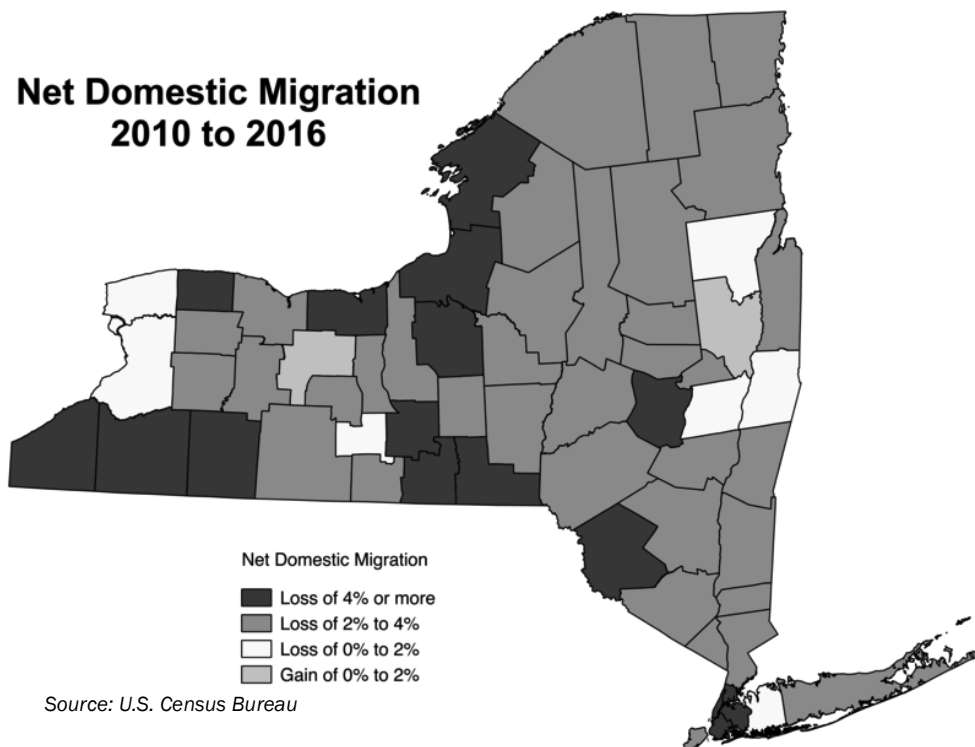 Net Domestic Migration
2010 to 2016
Net Domestic Migration
Loss of 4% or more
Loss of 2% to 4%
Loss of 0% to 2%
Gain of 0% to 2%
Source: U.S. Census Bureau